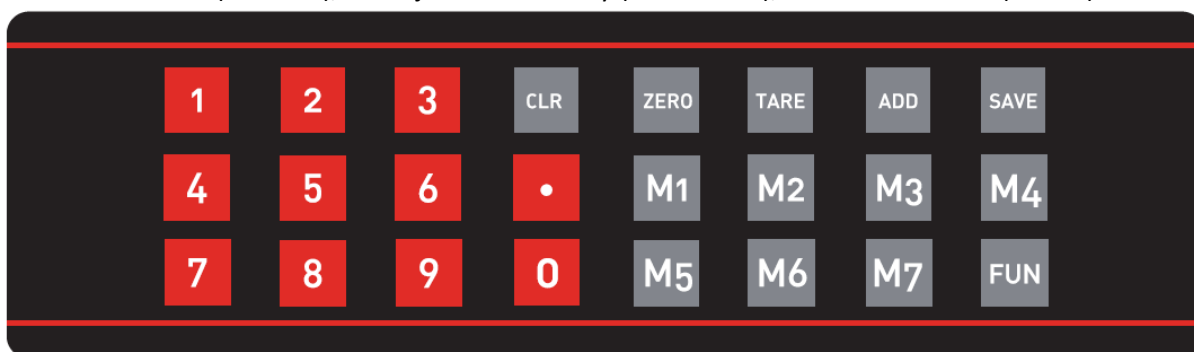 1 2 3 CLR ZERO TARE ADD SAVE
4 5 6 • M1 M2 M3 M4
7 8 9 0 M5 M6 M7 FUN